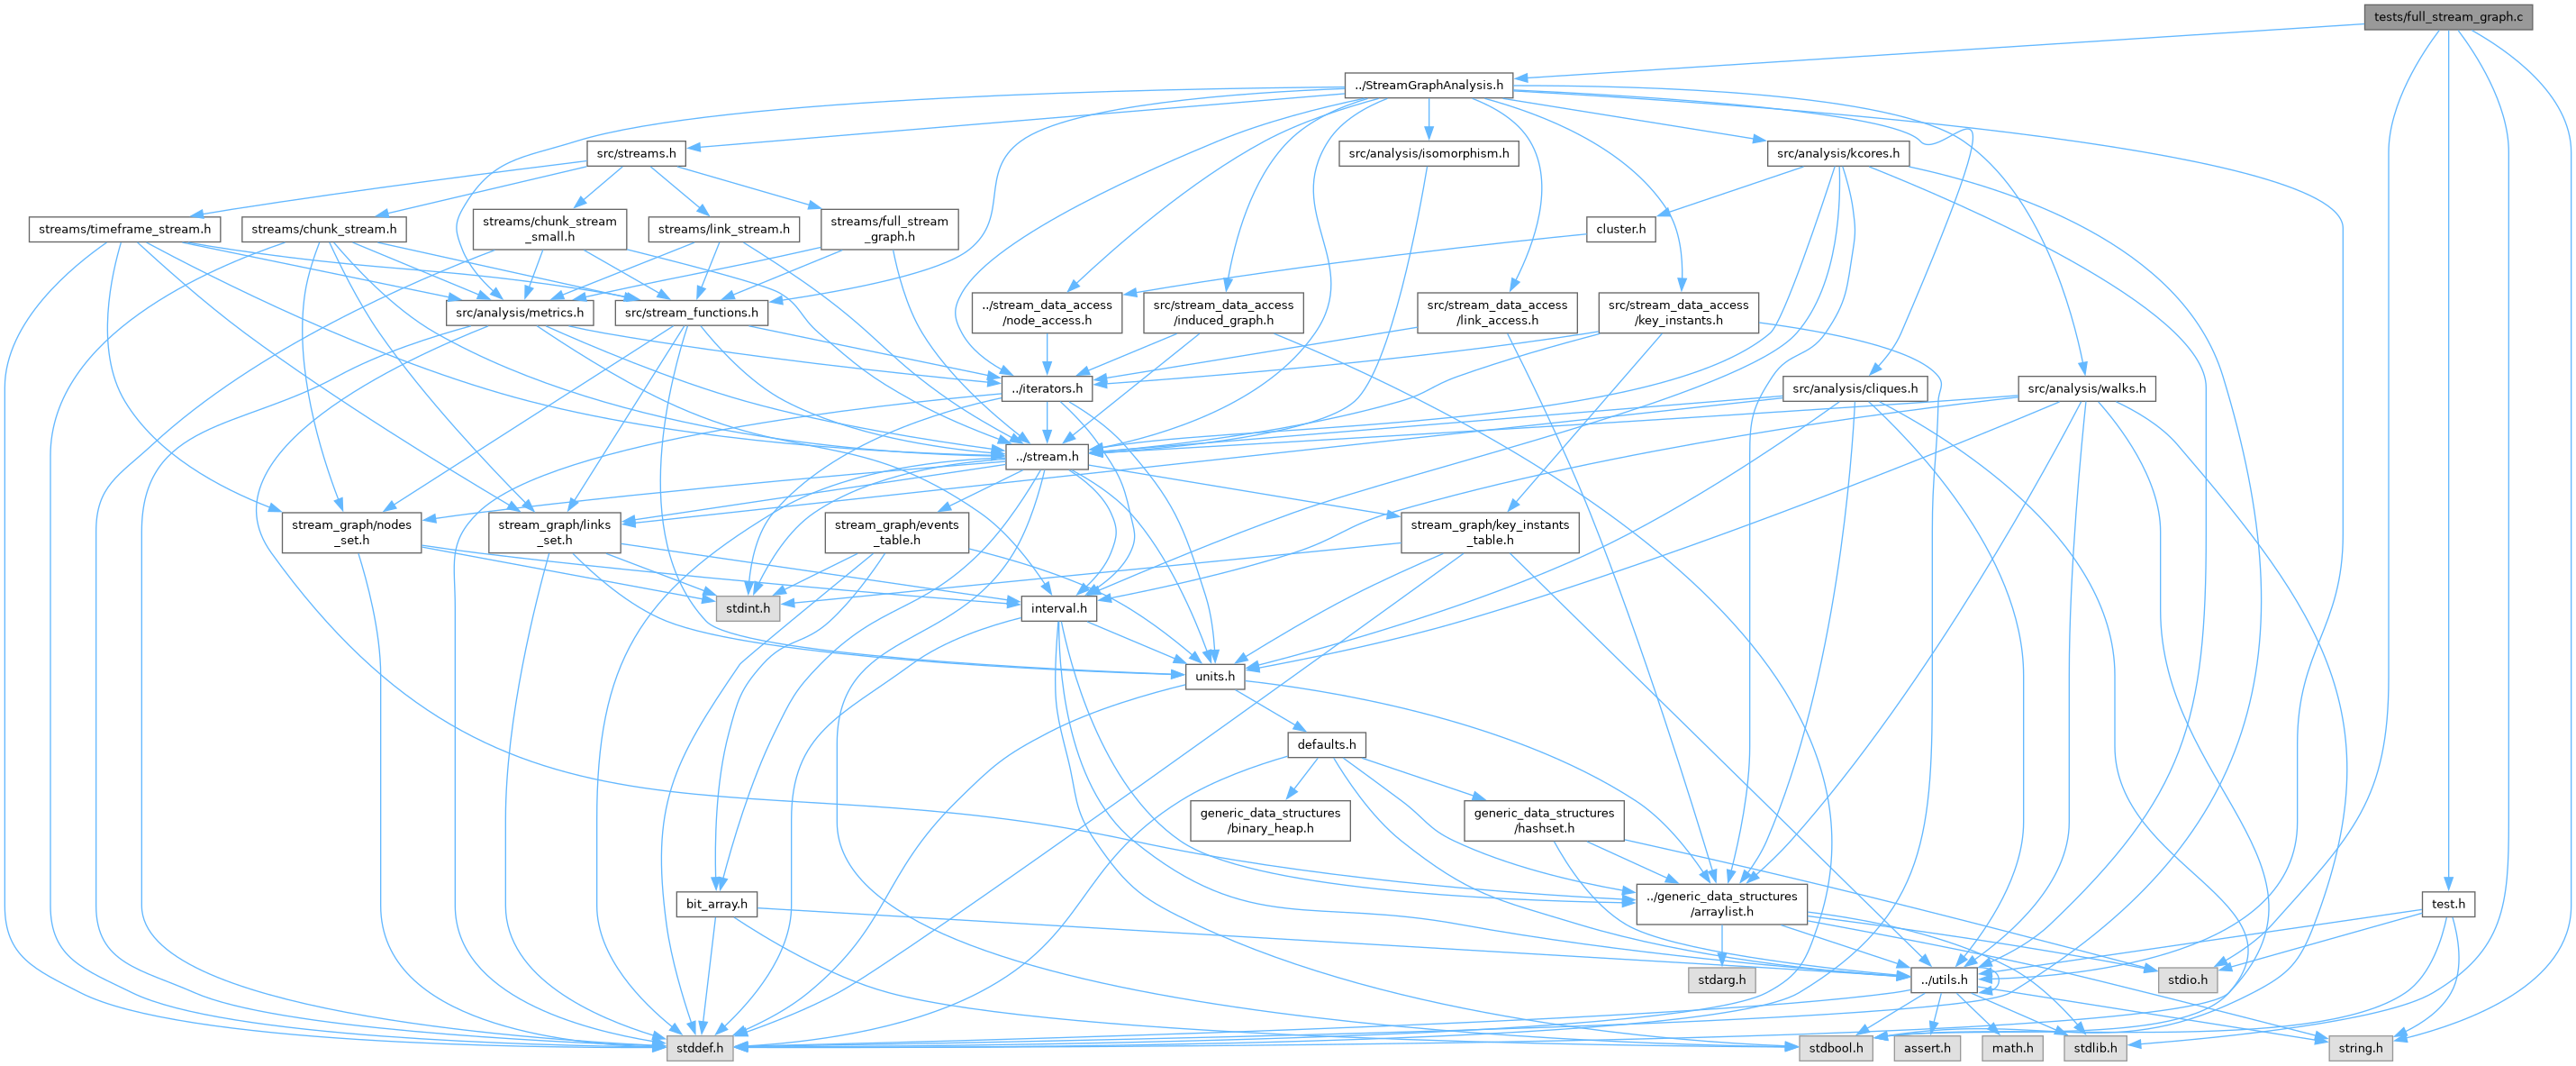 tests/full_stream_graph.c
../StreamGraphAnalysis.h
src/streams.h
src/analysis/isomorphism.h
src/analysis/kcores.h
streams/timeframe_stream.h
streams/chunk_stream.h
streams/chunk_stream
_small.h
streams/link_stream.h
streams/full_stream
_graph.h
cluster.h
src/analysis/metrics.h
src/stream_functions.h
../stream_data_access
/node_access.h
src/stream_data_access
/induced_graph.h
src/stream_data_access
/link_access.h
src/stream_data_access
/key_instants.h
../iterators.h
src/analysis/cliques.h
src/analysis/walks.h
../stream.h
stream_graph/nodes
_set.h
stream_graph/links
_set.h
stream_graph/events
_table.h
stream_graph/key_instants
_table.h
stdint.h
interval.h
units.h
defaults.h
generic_data_structures
/binary_heap.h
generic_data_structures
/hashset.h
bit_array.h
../generic_data_structures
/arraylist.h
test.h
stdarg.h
../utils.h
stdio.h
stddef.h
stdbool.h
assert.h
math.h
stdlib.h
string.h